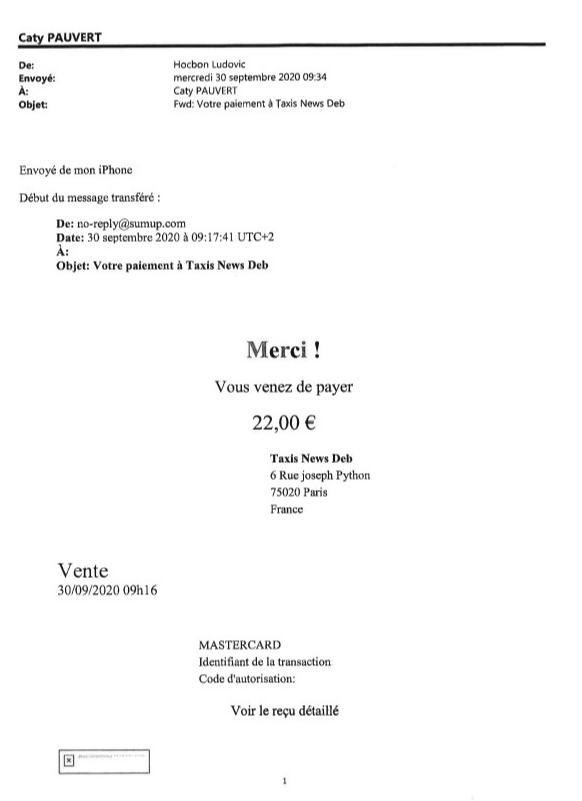 Caty PAUVERT
De: Hocbon Ludovic
Envoyé: mercredi 30 septembre 2020 09:34
À: Caty PAUVERT
Objet: Fwd: Votre paiement à Taxis News Deb
Envoyé de mon iPhone
Début du message transféré :
De: no-reply@sumup.com
Date: 30 septembre 2020 à 09:17:41 UTC+2
À:
Objet: Votre paiement à Taxis News Deb
Merci !
Vous venez de payer
22,00 €
Taxis News Deb
6 Rue joseph Python
75020 Paris
France
Vente
30/09/2020 09h16
MASTERCARD
Identifiant de la transaction
Code d'autorisation:
Voir le reçu détaillé
1